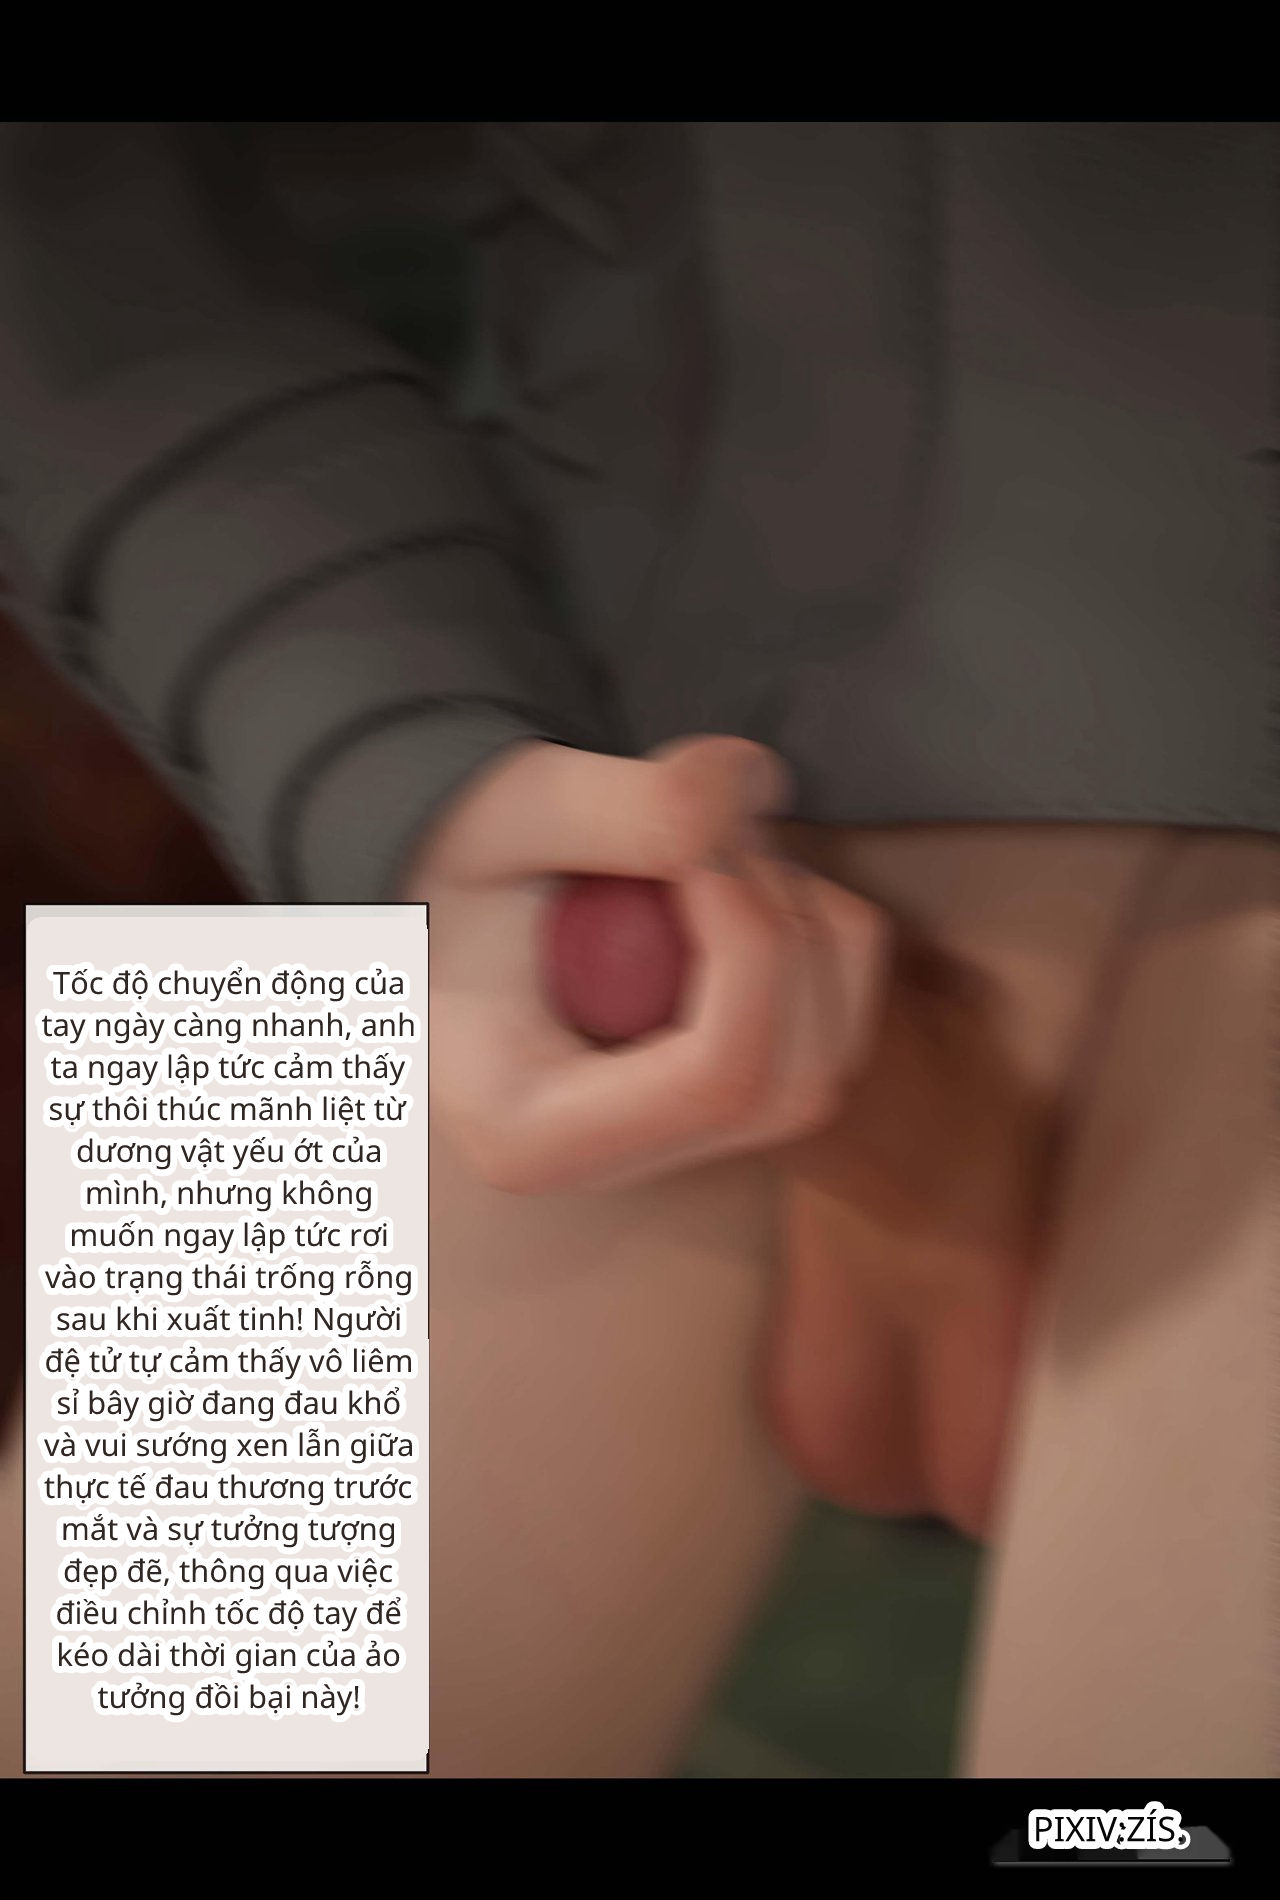 Tốc độ chuyển động của
tay ngày càng nhanh, anh
ta ngay lập tức cảm thấy
sự thôi thúc mãnh liệt từ
dương vật yếu ớt của
mình, nhưng không
muốn ngay lập tức rơi
vào trạng thái trống rỗng
sau khi xuất tinh! Người
đệ tử tự cảm thấy vô liêm
sỉ bây giờ đang đau khổ
và vui sướng xen lẫn giữa
thực tế đau thương trước
mắt và sự tưởng tượng
đẹp đẽ, thông qua việc
điều chỉnh tốc độ tay để
kéo dài thời gian của ảo
tưởng đồi bại này!
PIXIV:ZÍS.